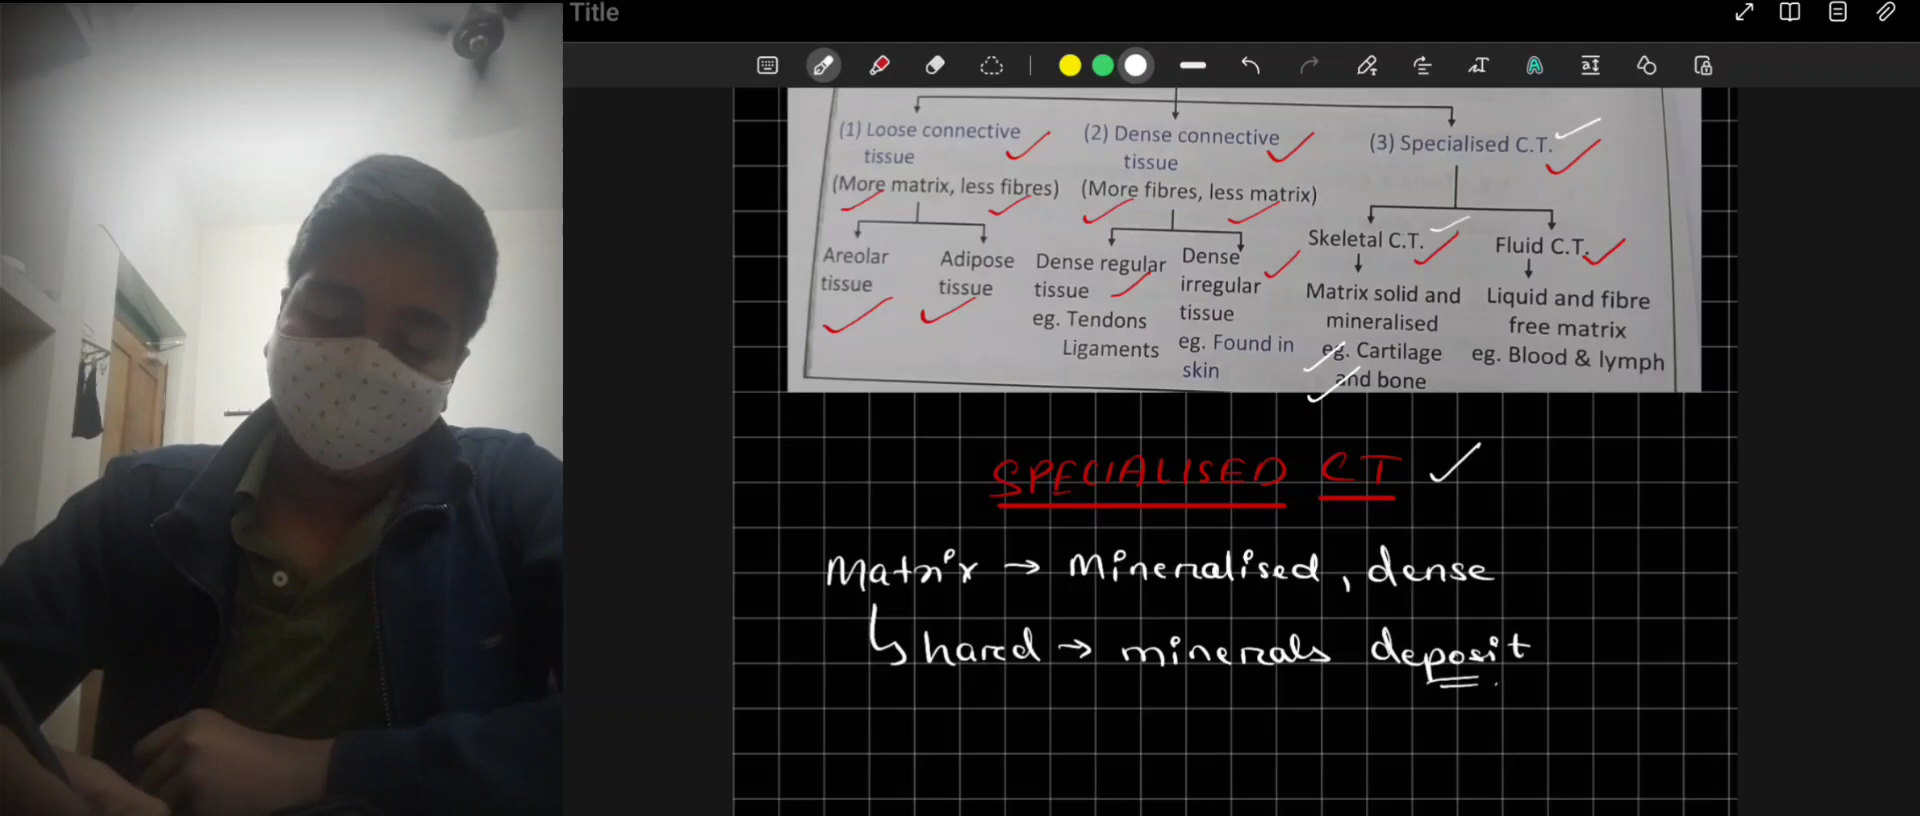 Title
(1) Loose connective tissue
(More matrix, less fibres)
Areolar tissue
Adipose tissue
(2) Dense connective tissue
(More fibres, less matrix)
Dense regular tissue
eg. Tendons
Ligaments
Dense irregular tissue
eg. Found in skin
(3) Specialised C.T.
Skeletal C.T.
Matrix solid and mineralised
eg. Cartilage and bone
Fluid C.T.
Liquid and fibre free matrix
eg. Blood & lymph
SPECIALISED CT
Matrix → Mineralised, dense
↳ hard → minerals deposit